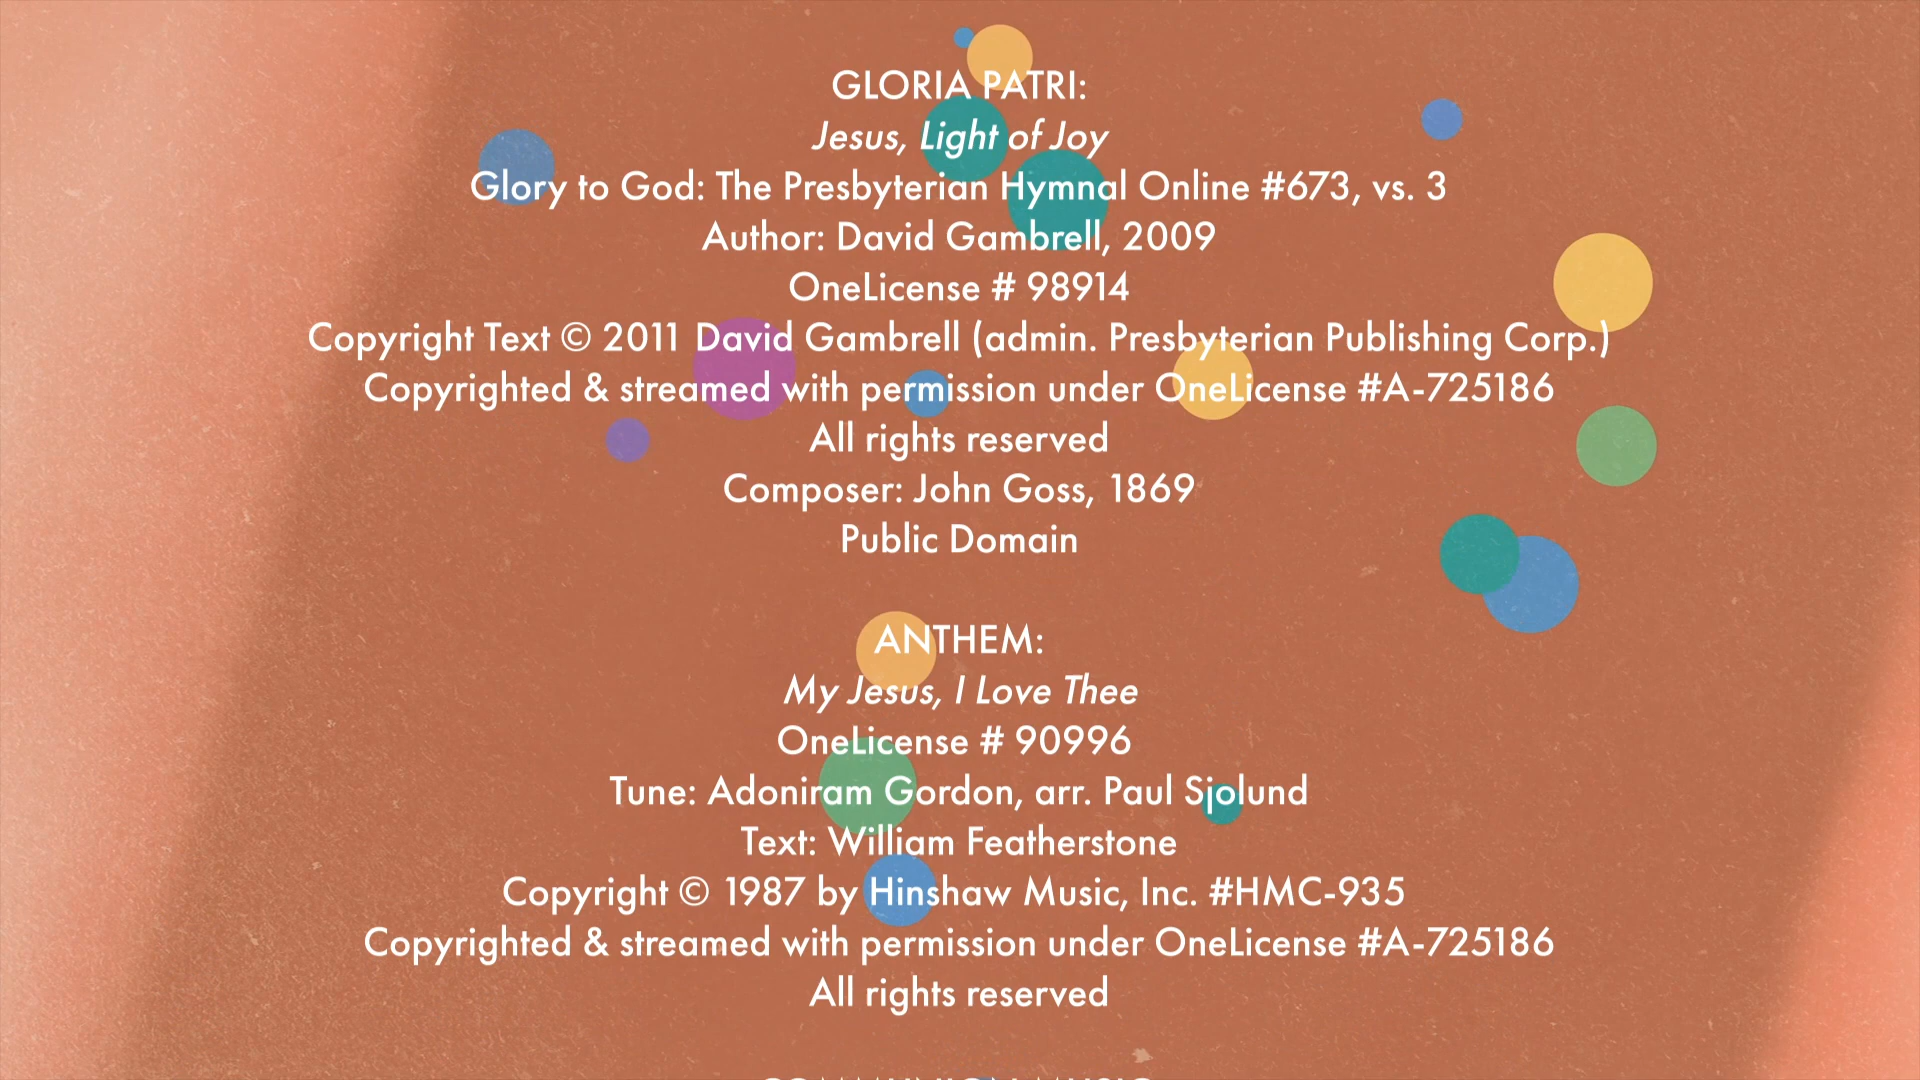 GLORIA PATRI:
Jesus, Light of Joy
Glory to God: The Presbyterian Hymnal Online #673, vs. 3
Author: David Gambrell, 2009
OneLicense # 98914
Copyright Text © 2011 David Gambrell (admin. Presbyterian Publishing Corp.)
Copyrighted & streamed with permission under OneLicense #A-725186
All rights reserved
Composer: John Goss, 1869
Public Domain
ANTHEM:
My Jesus, I Love Thee
OneLicense # 90996
Tune: Adoniram Gordon, arr. Paul Sjolund
Text: William Featherstone
Copyright © 1987 by Hinshaw Music, Inc. #HMC-935
Copyrighted & streamed with permission under OneLicense #A-725186
All rights reserved